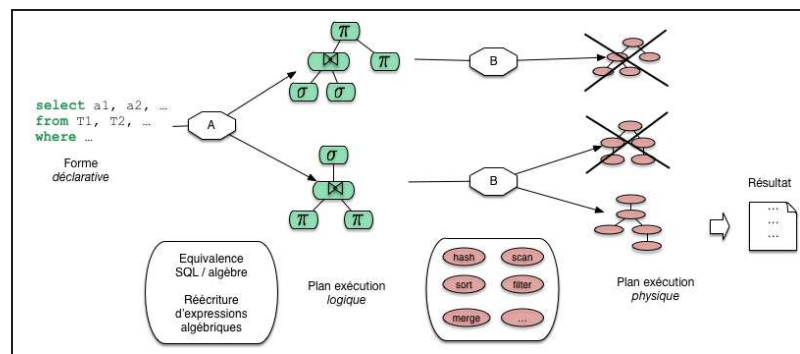 π
⋈
π
σ
σ
B
select a1, a2, …
from T1, T2, …
where …
A
Forme
déclarative
σ
⋈
π
π
B
Résultat
…
…
…
Equivalence
SQL / algèbre
Réécriture
d'expressions
algébriques
Plan exécution
logique
hash
scan
sort
filter
merge
…
Plan exécution
physique